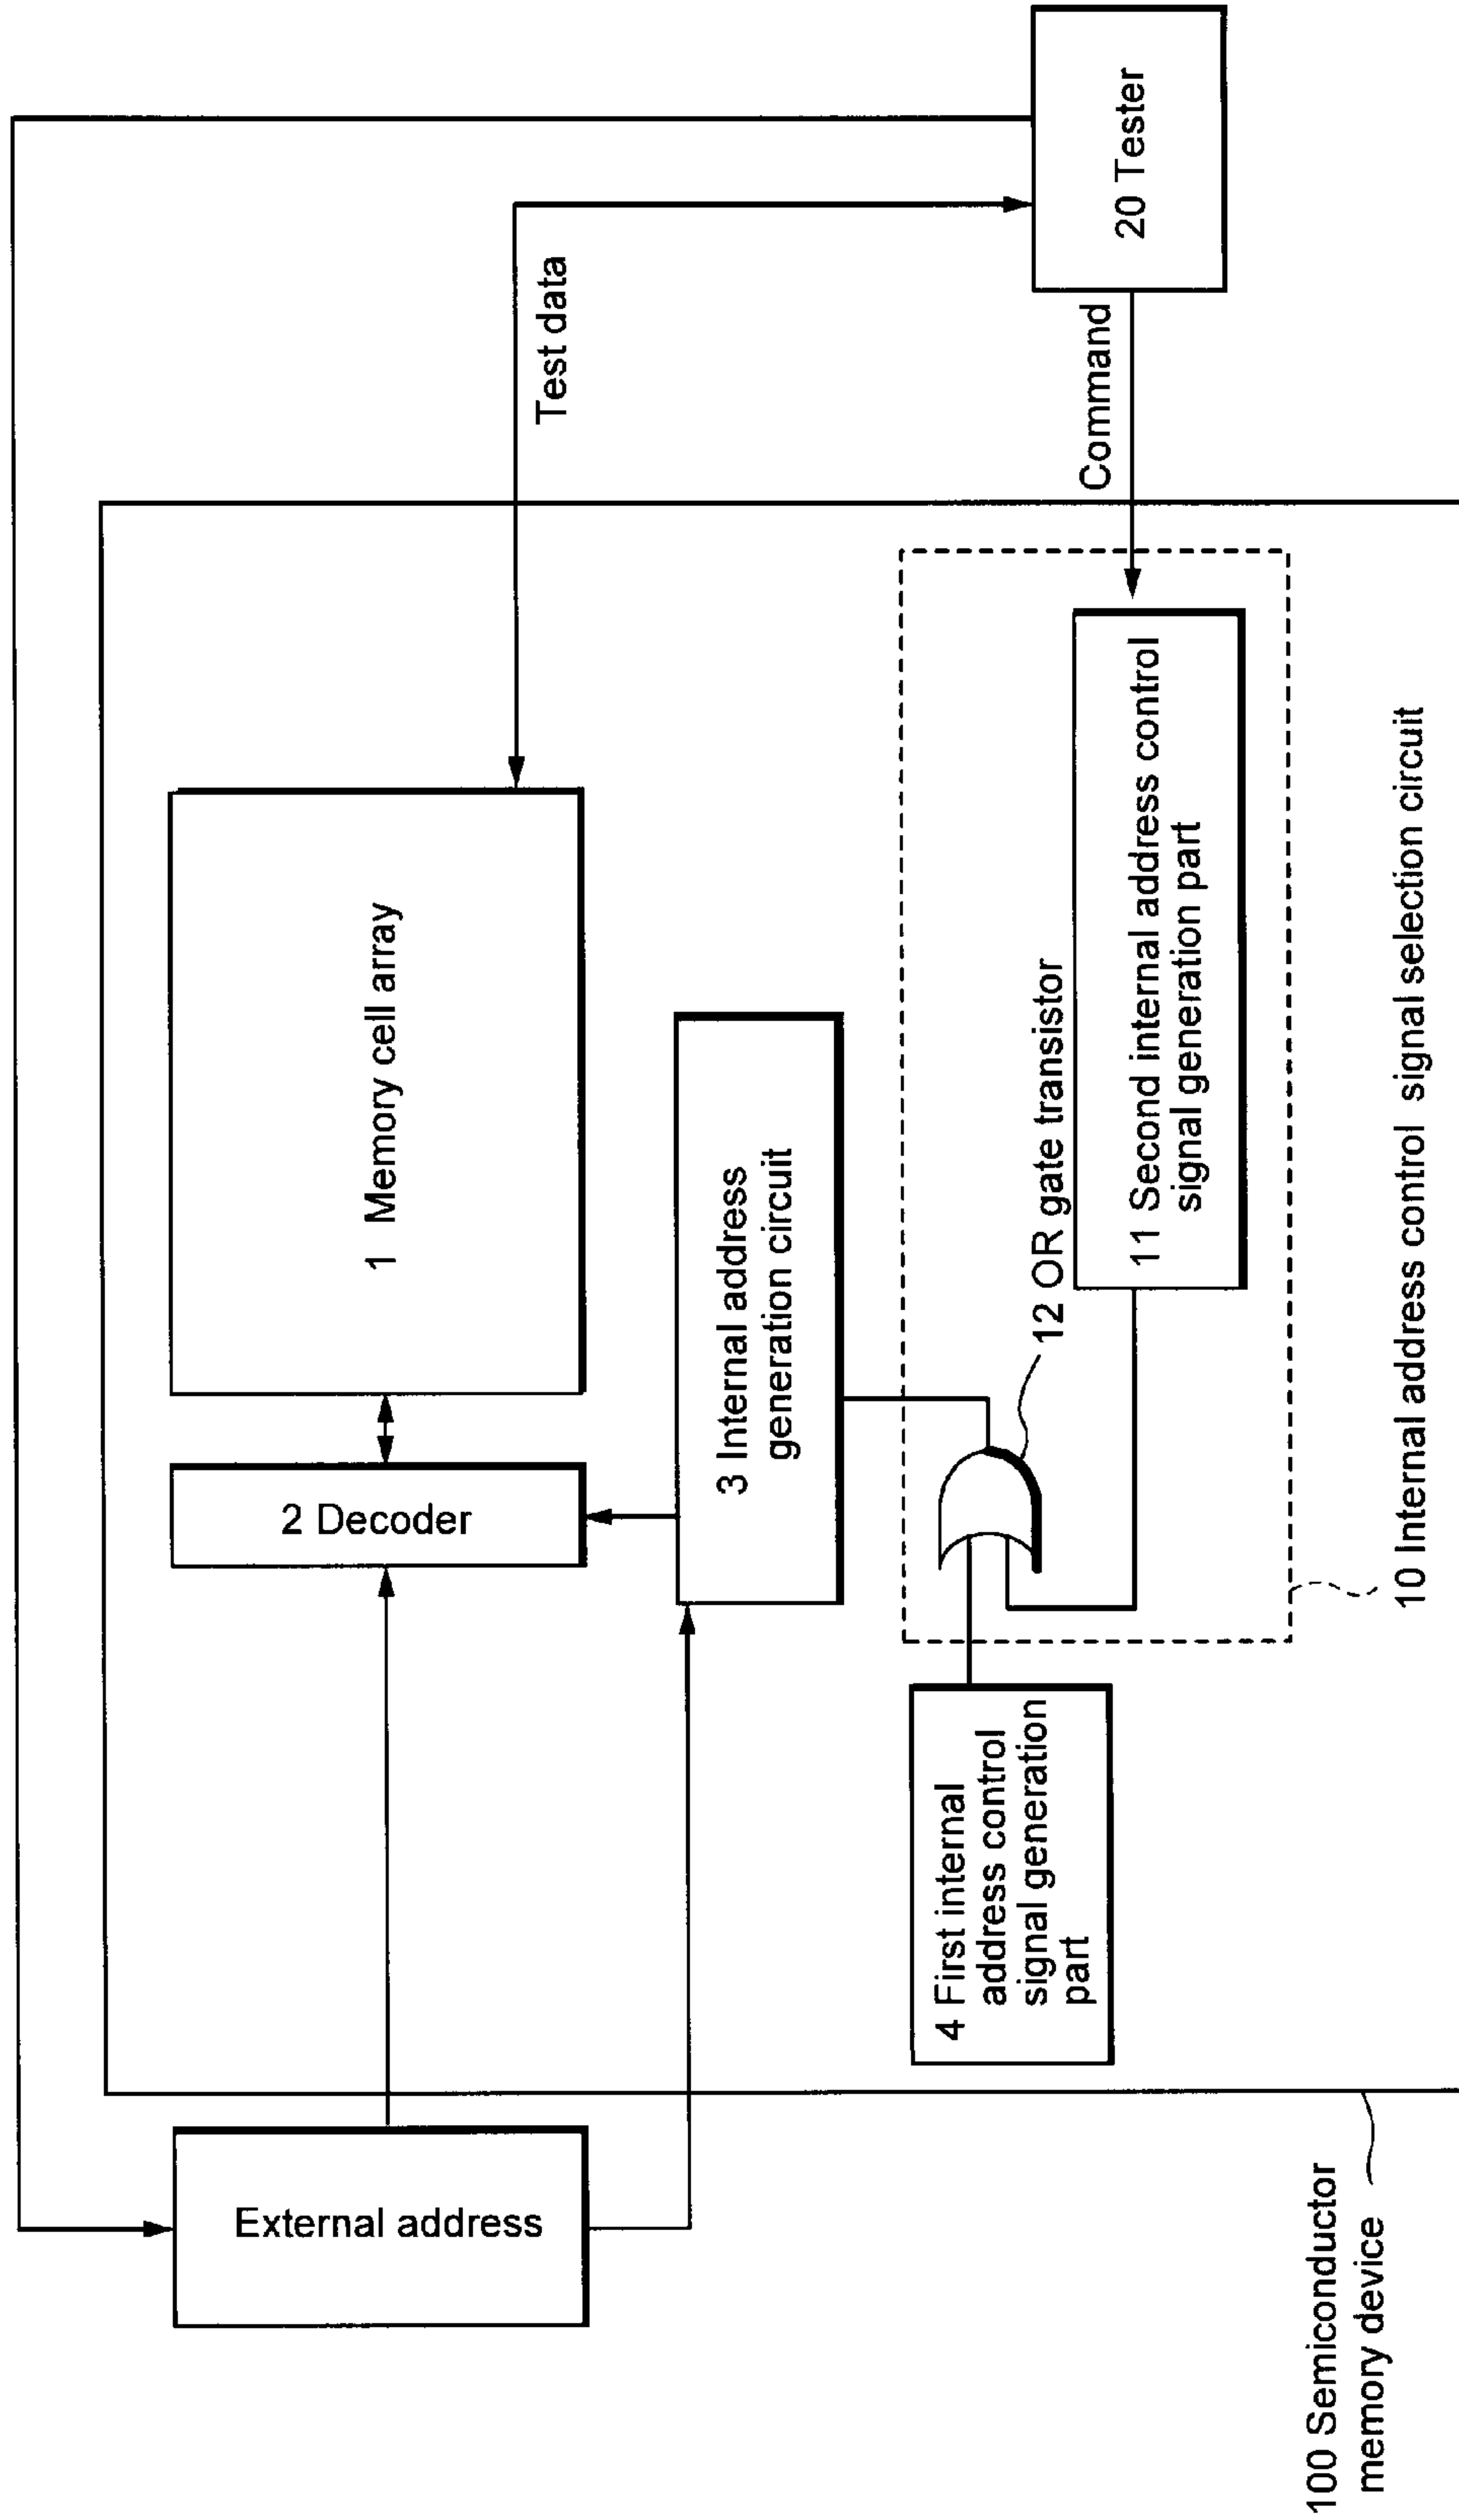 External address
2 Decoder
1 Memory cell array
Test data
3 Internal address
generation circuit
4 First internal
address control
signal generation
part
12 OR gate transistor
11 Second internal address control
signal generation part
Command
20 Tester
10 Internal address control signal selection circuit
100 Semiconductor
memory device